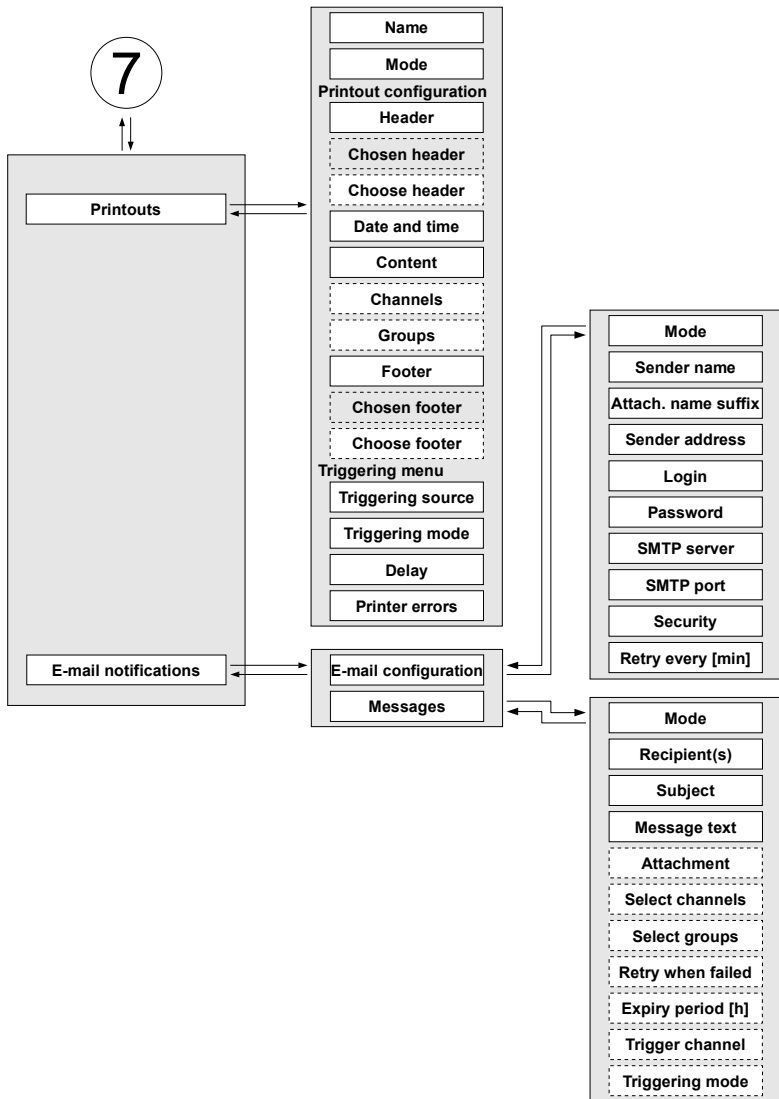 7
Printouts
E-mail notifications
Name
Mode
Printout configuration
Header
Chosen header
Choose header
Date and time
Content
Channels
Groups
Footer
Chosen footer
Choose footer
Triggering menu
Triggering source
Triggering mode
Delay
Printer errors
E-mail configuration
Messages
Mode
Sender name
Attach. name suffix
Sender address
Login
Password
SMTP server
SMTP port
Security
Retry every [min]
Mode
Recipient(s)
Subject
Message text
Attachment
Select channels
Select groups
Retry when failed
Expiry period [h]
Trigger channel
Triggering mode